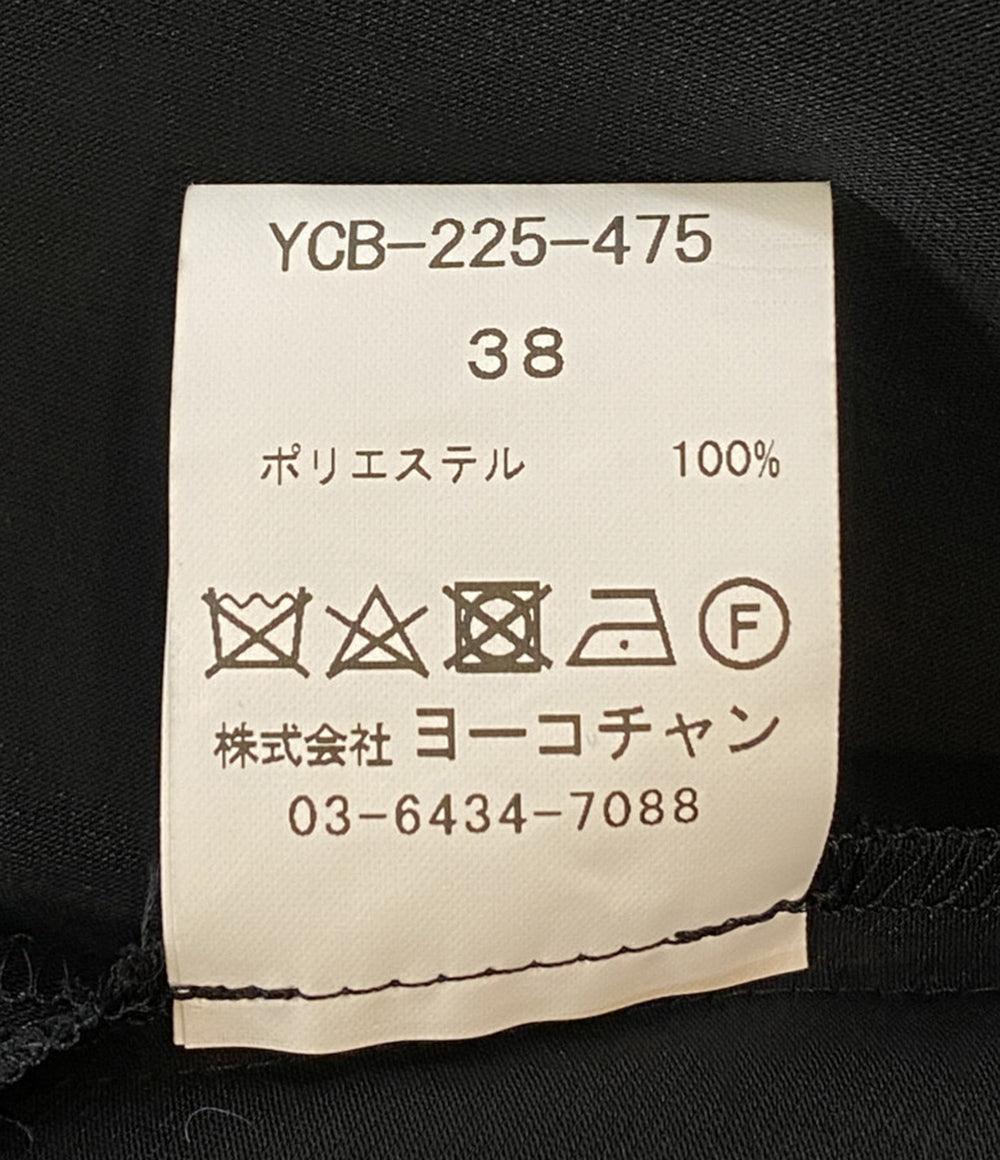 YCB-225-475
38
ポリエステル 100%
F
株式会社 ヨーコチャン
03-6434-7088